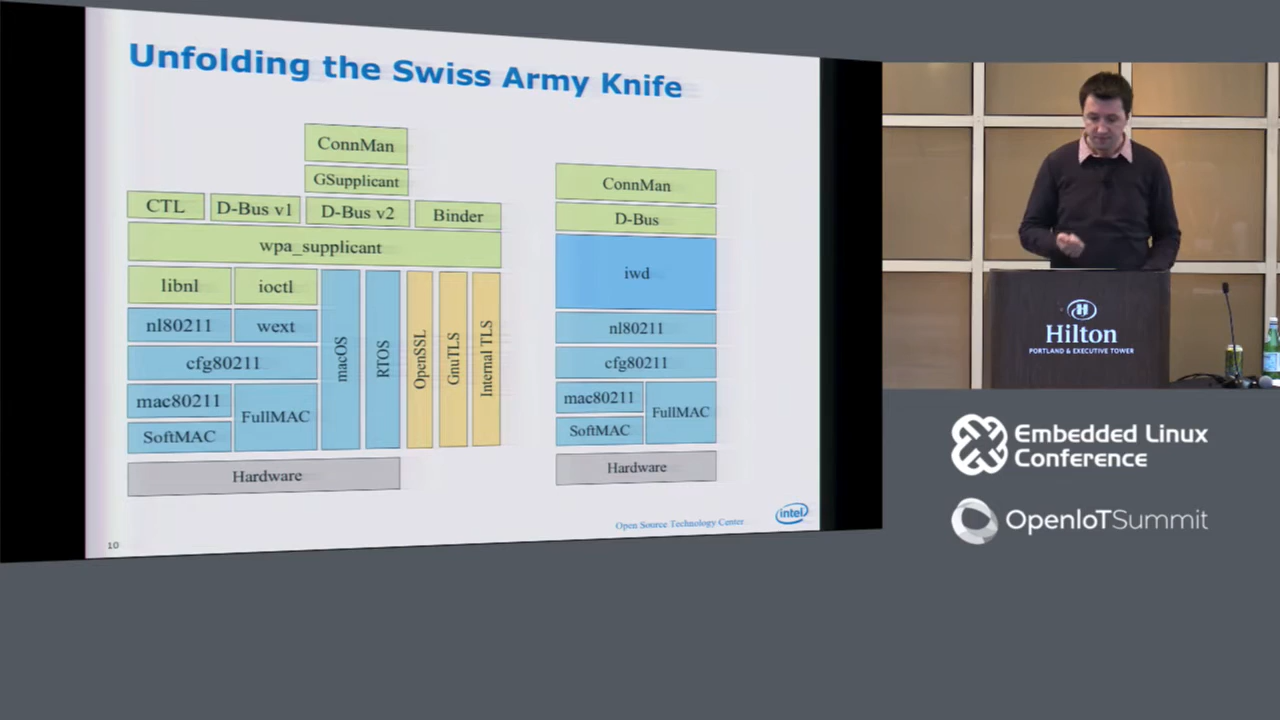 Unfolding the Swiss Army Knife
ConnMan
GSupplicant
CTL
D-Bus v1
D-Bus v2
Binder
wpa_supplicant
libnl
ioctl
nl80211
wext
cfg80211
mac80211
FullMAC
SoftMAC
macOS
RTOS
OpenSSL
GnuTLS
Internal TLS
Hardware
ConnMan
D-Bus
iwd
nl80211
cfg80211
mac80211
FullMAC
SoftMAC
Hardware
Open Source Technology Center
intel
10
H
Hilton
PORTLAND & EXECUTIVE TOWER
Embedded Linux
Conference
OpenIoTSummit